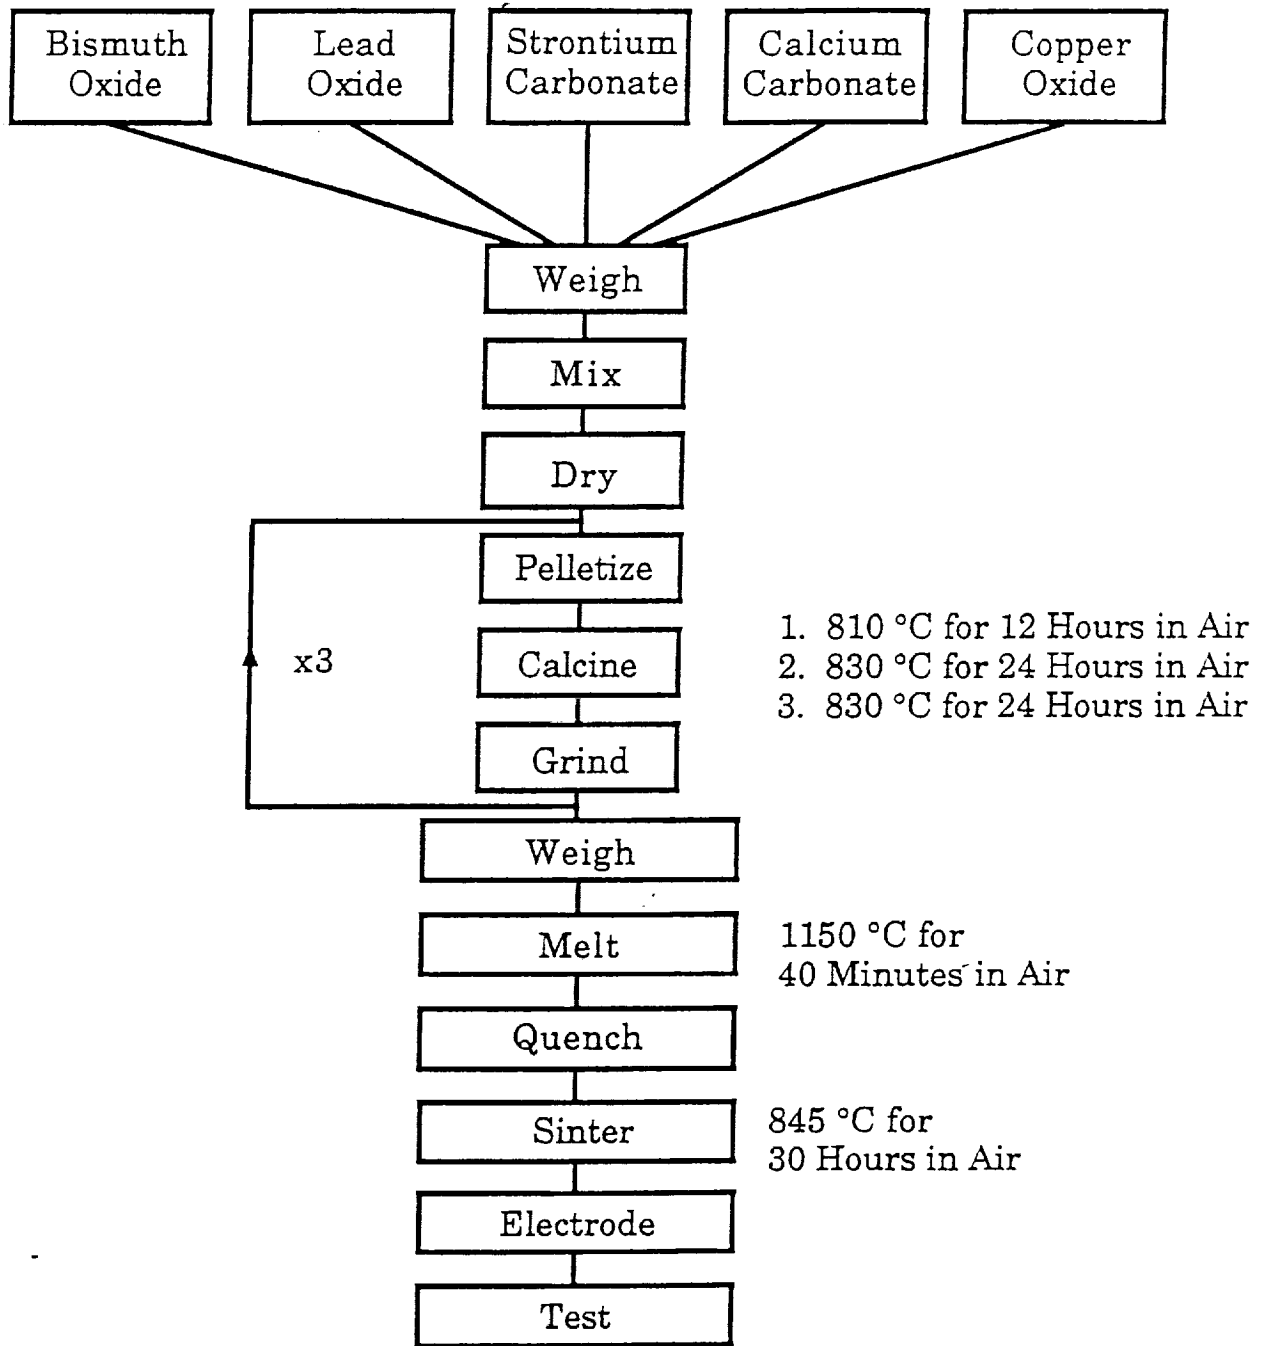 Bismuth
Oxide
Lead
Oxide
Strontium
Carbonate
Calcium
Carbonate
Copper
Oxide
Weigh
Mix
Dry
Pelletize
x3
Calcine
1. 810 °C for 12 Hours in Air
2. 830 °C for 24 Hours in Air
3. 830 °C for 24 Hours in Air
Grind
Weigh
Melt
1150 °C for
40 Minutes in Air
Quench
Sinter
845 °C for
30 Hours in Air
Electrode
Test